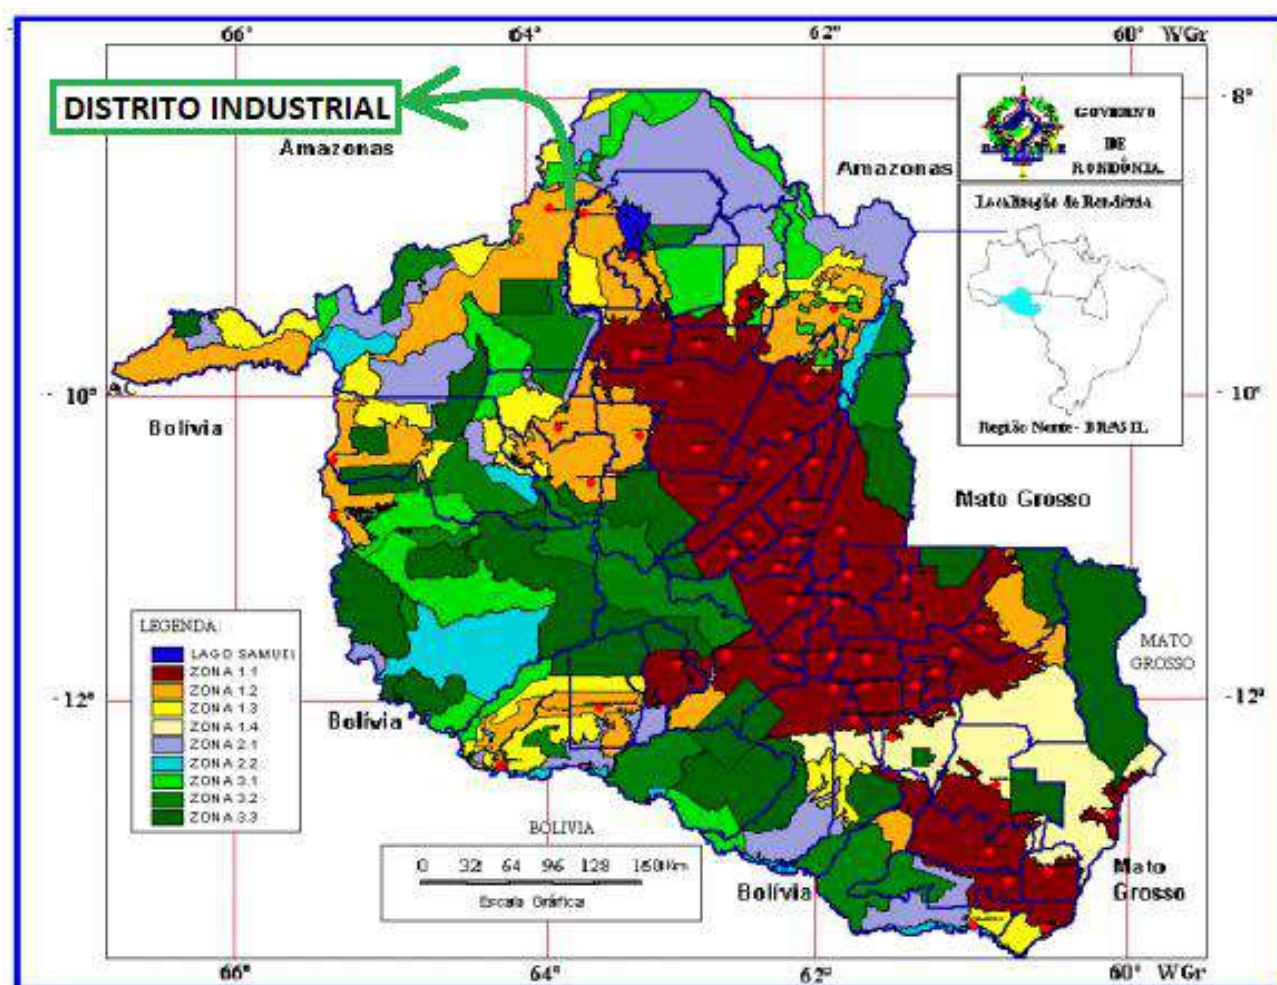 66°
64°
62°
60° WGr
DISTRITO INDUSTRIAL
Amazonas
Amazonas
- 8°
- 8°
GOVERNO
DE
RONDÔNIA.
Localização de Rondônia
Região Norte - BRASIL
- 10°
- 10°
AC
Bolívia
Mato Grosso
MATO
GROSSO
LEGENDA:
LAGO SAMUEL
ZONA 1.1
ZONA 1.2
ZONA 1.3
ZONA 1.4
ZONA 2.1
ZONA 2.2
ZONA 3.1
ZONA 3.2
ZONA 3.3
- 12°
- 12°
Bolívia
BOLIVIA
0 32 64 96 128 160Km
Escala Gráfica
Bolívia
Mato
Grosso
66°
64°
62°
60° WGr